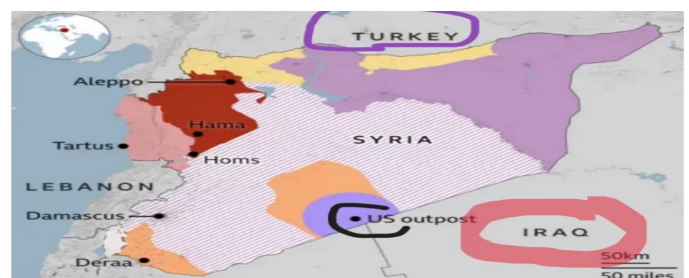 TURKEY
Aleppo
Hama
SYRIA
Tartus
Homs
LEBANON
Damascus
US outpost
IRAQ
Deraa
50km
50 miles